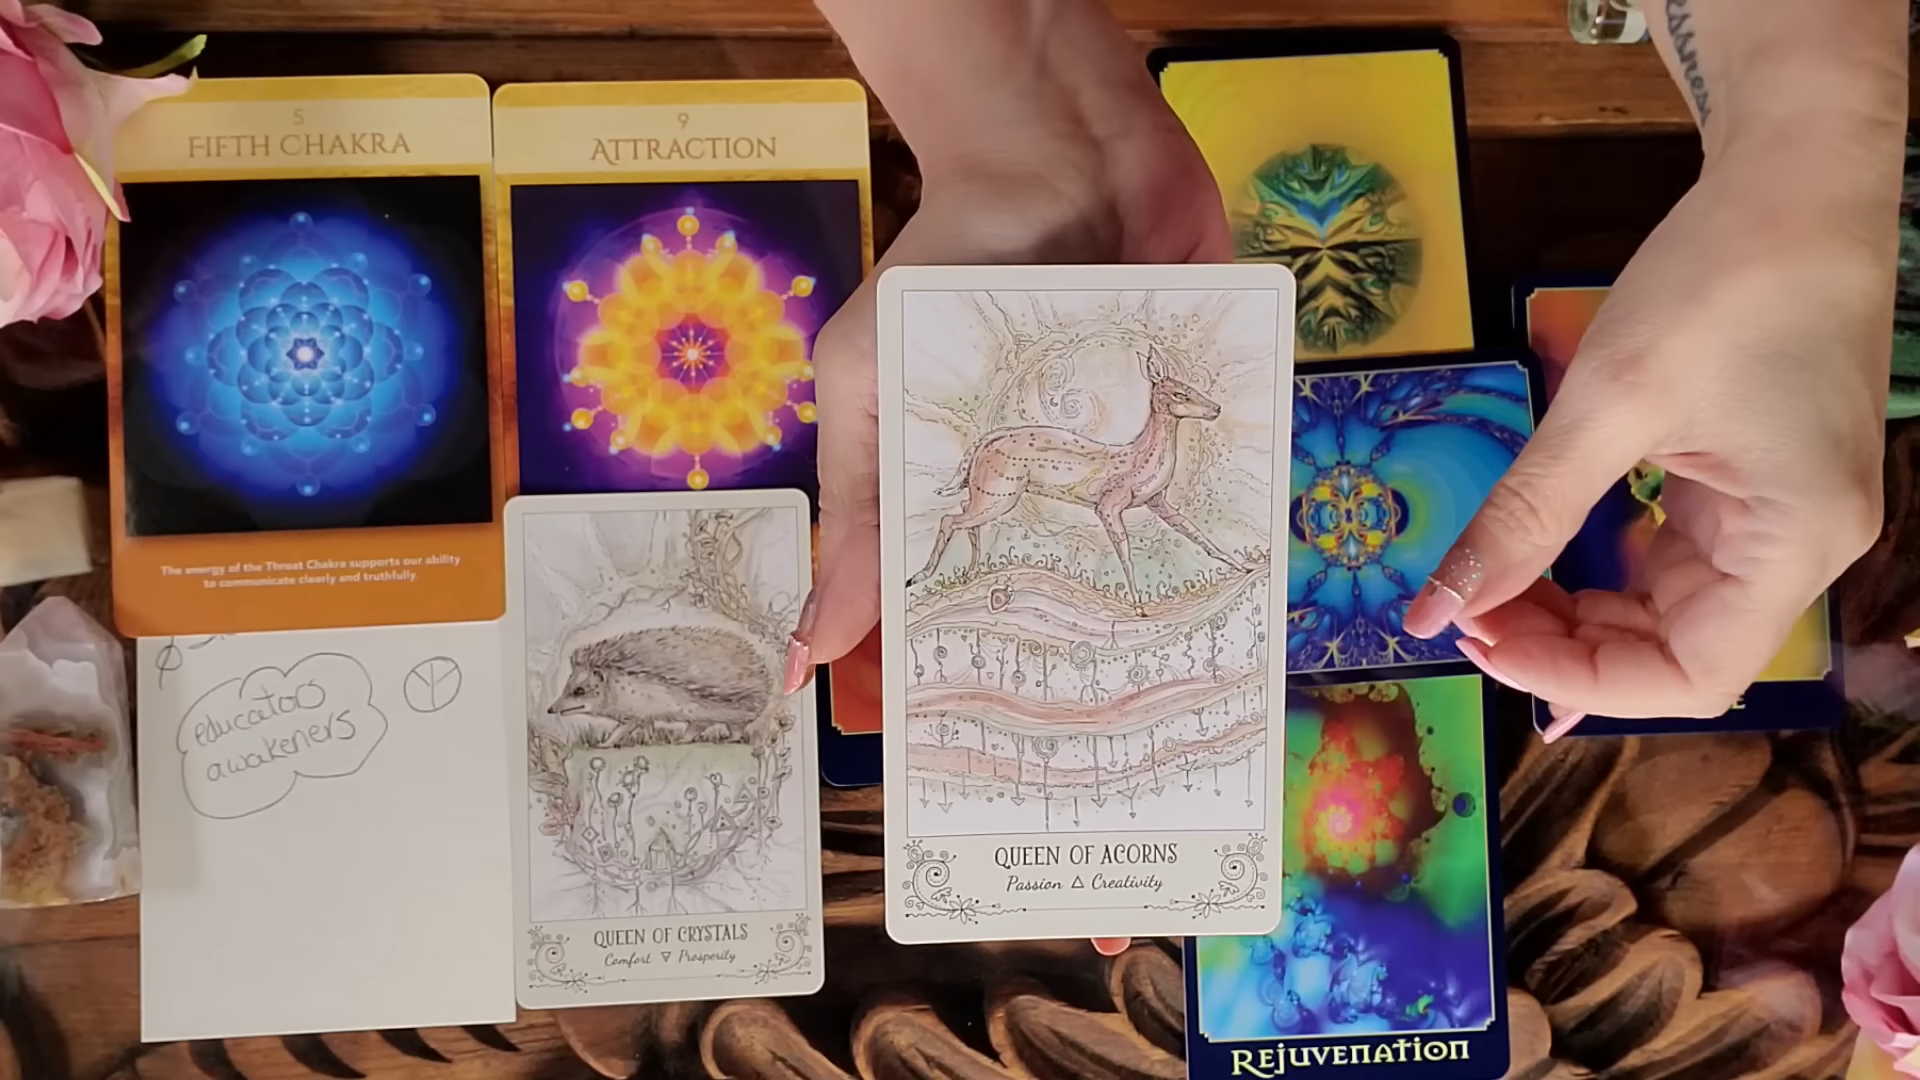 5
FIFTH CHAKRA
The energy of the Throat Chakra supports our ability
to communicate clearly and truthfully.
9
ATTRACTION
educators
awakeners
QUEEN OF CRYSTALS
Comfort ▽ Prosperity
QUEEN OF ACORNS
Passion △ Creativity
REJUVENATION